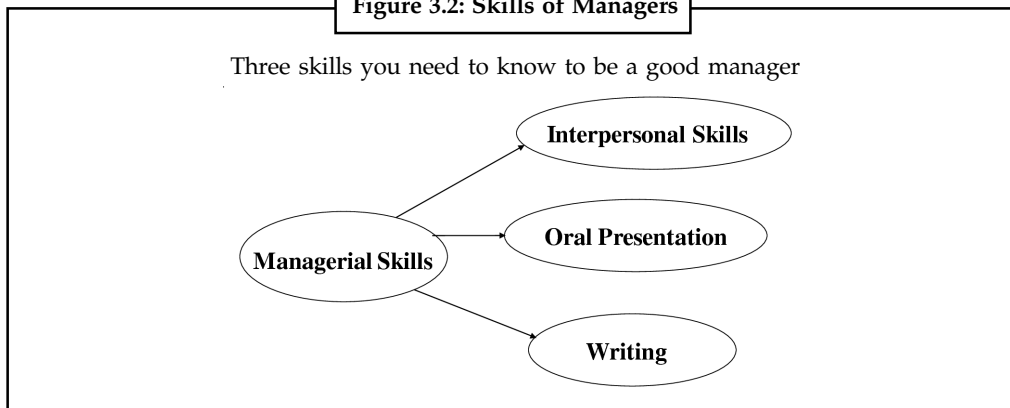 Figure 3.2: Skills of Managers
Three skills you need to know to be a good manager
Interpersonal Skills
Oral Presentation
Managerial Skills
Writing